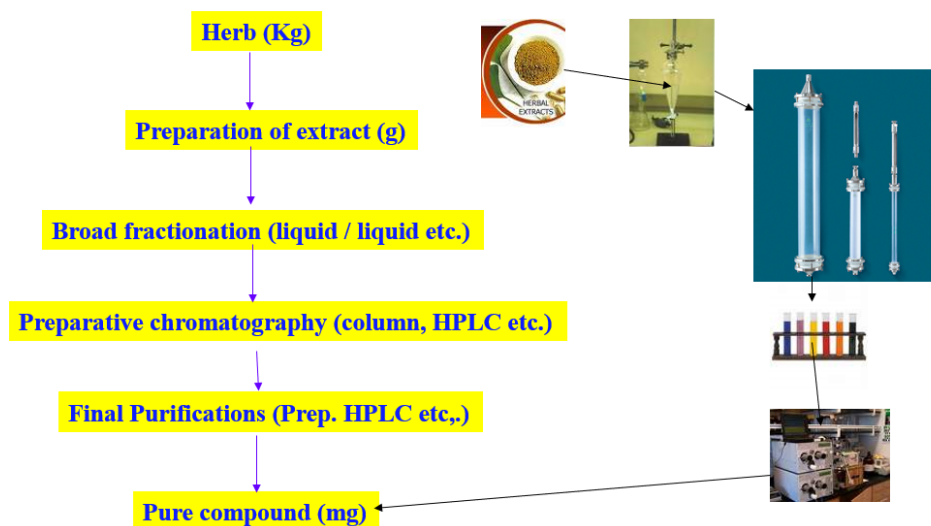 Herb (Kg)
Preparation of extract (g)
Broad fractionation (liquid / liquid etc.)
Preparative chromatography (column, HPLC etc.)
Final Purifications (Prep. HPLC etc,.)
Pure compound (mg)
HERBAL
EXTRACTS